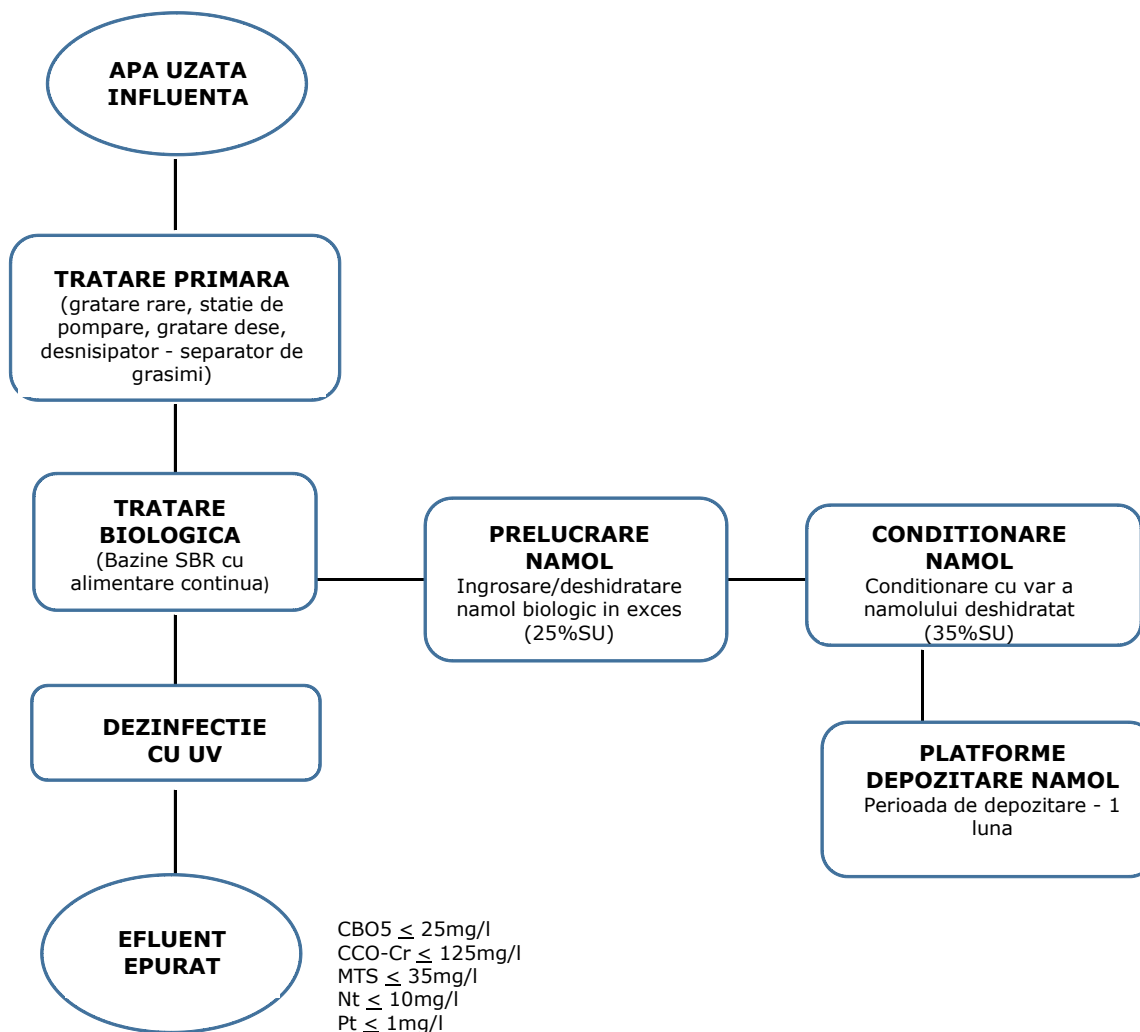 APA UZATA
INFLUENTA
TRATARE PRIMARA
(gratare rare, statie de
pompare, gratare dese,
desnisipator - separator de
grasimi)
TRATARE
BIOLOGICA
(Bazine SBR cu
alimentare continua)
PRELUCRARE
NAMOL
Ingrosare/deshidratare
namol biologic in exces
(25%SU)
CONDITIONARE
NAMOL
Conditionare cu var a
namolului deshidratat
(35%SU)
DEZINFECTIE
CU UV
PLATFORME
DEPOZITARE NAMOL
Perioada de depozitare - 1
luna
EFLUENT
EPURAT
CBO5 ≤ 25mg/l
CCO-Cr ≤ 125mg/l
MTS ≤ 35mg/l
Nt ≤ 10mg/l
Pt ≤ 1mg/l